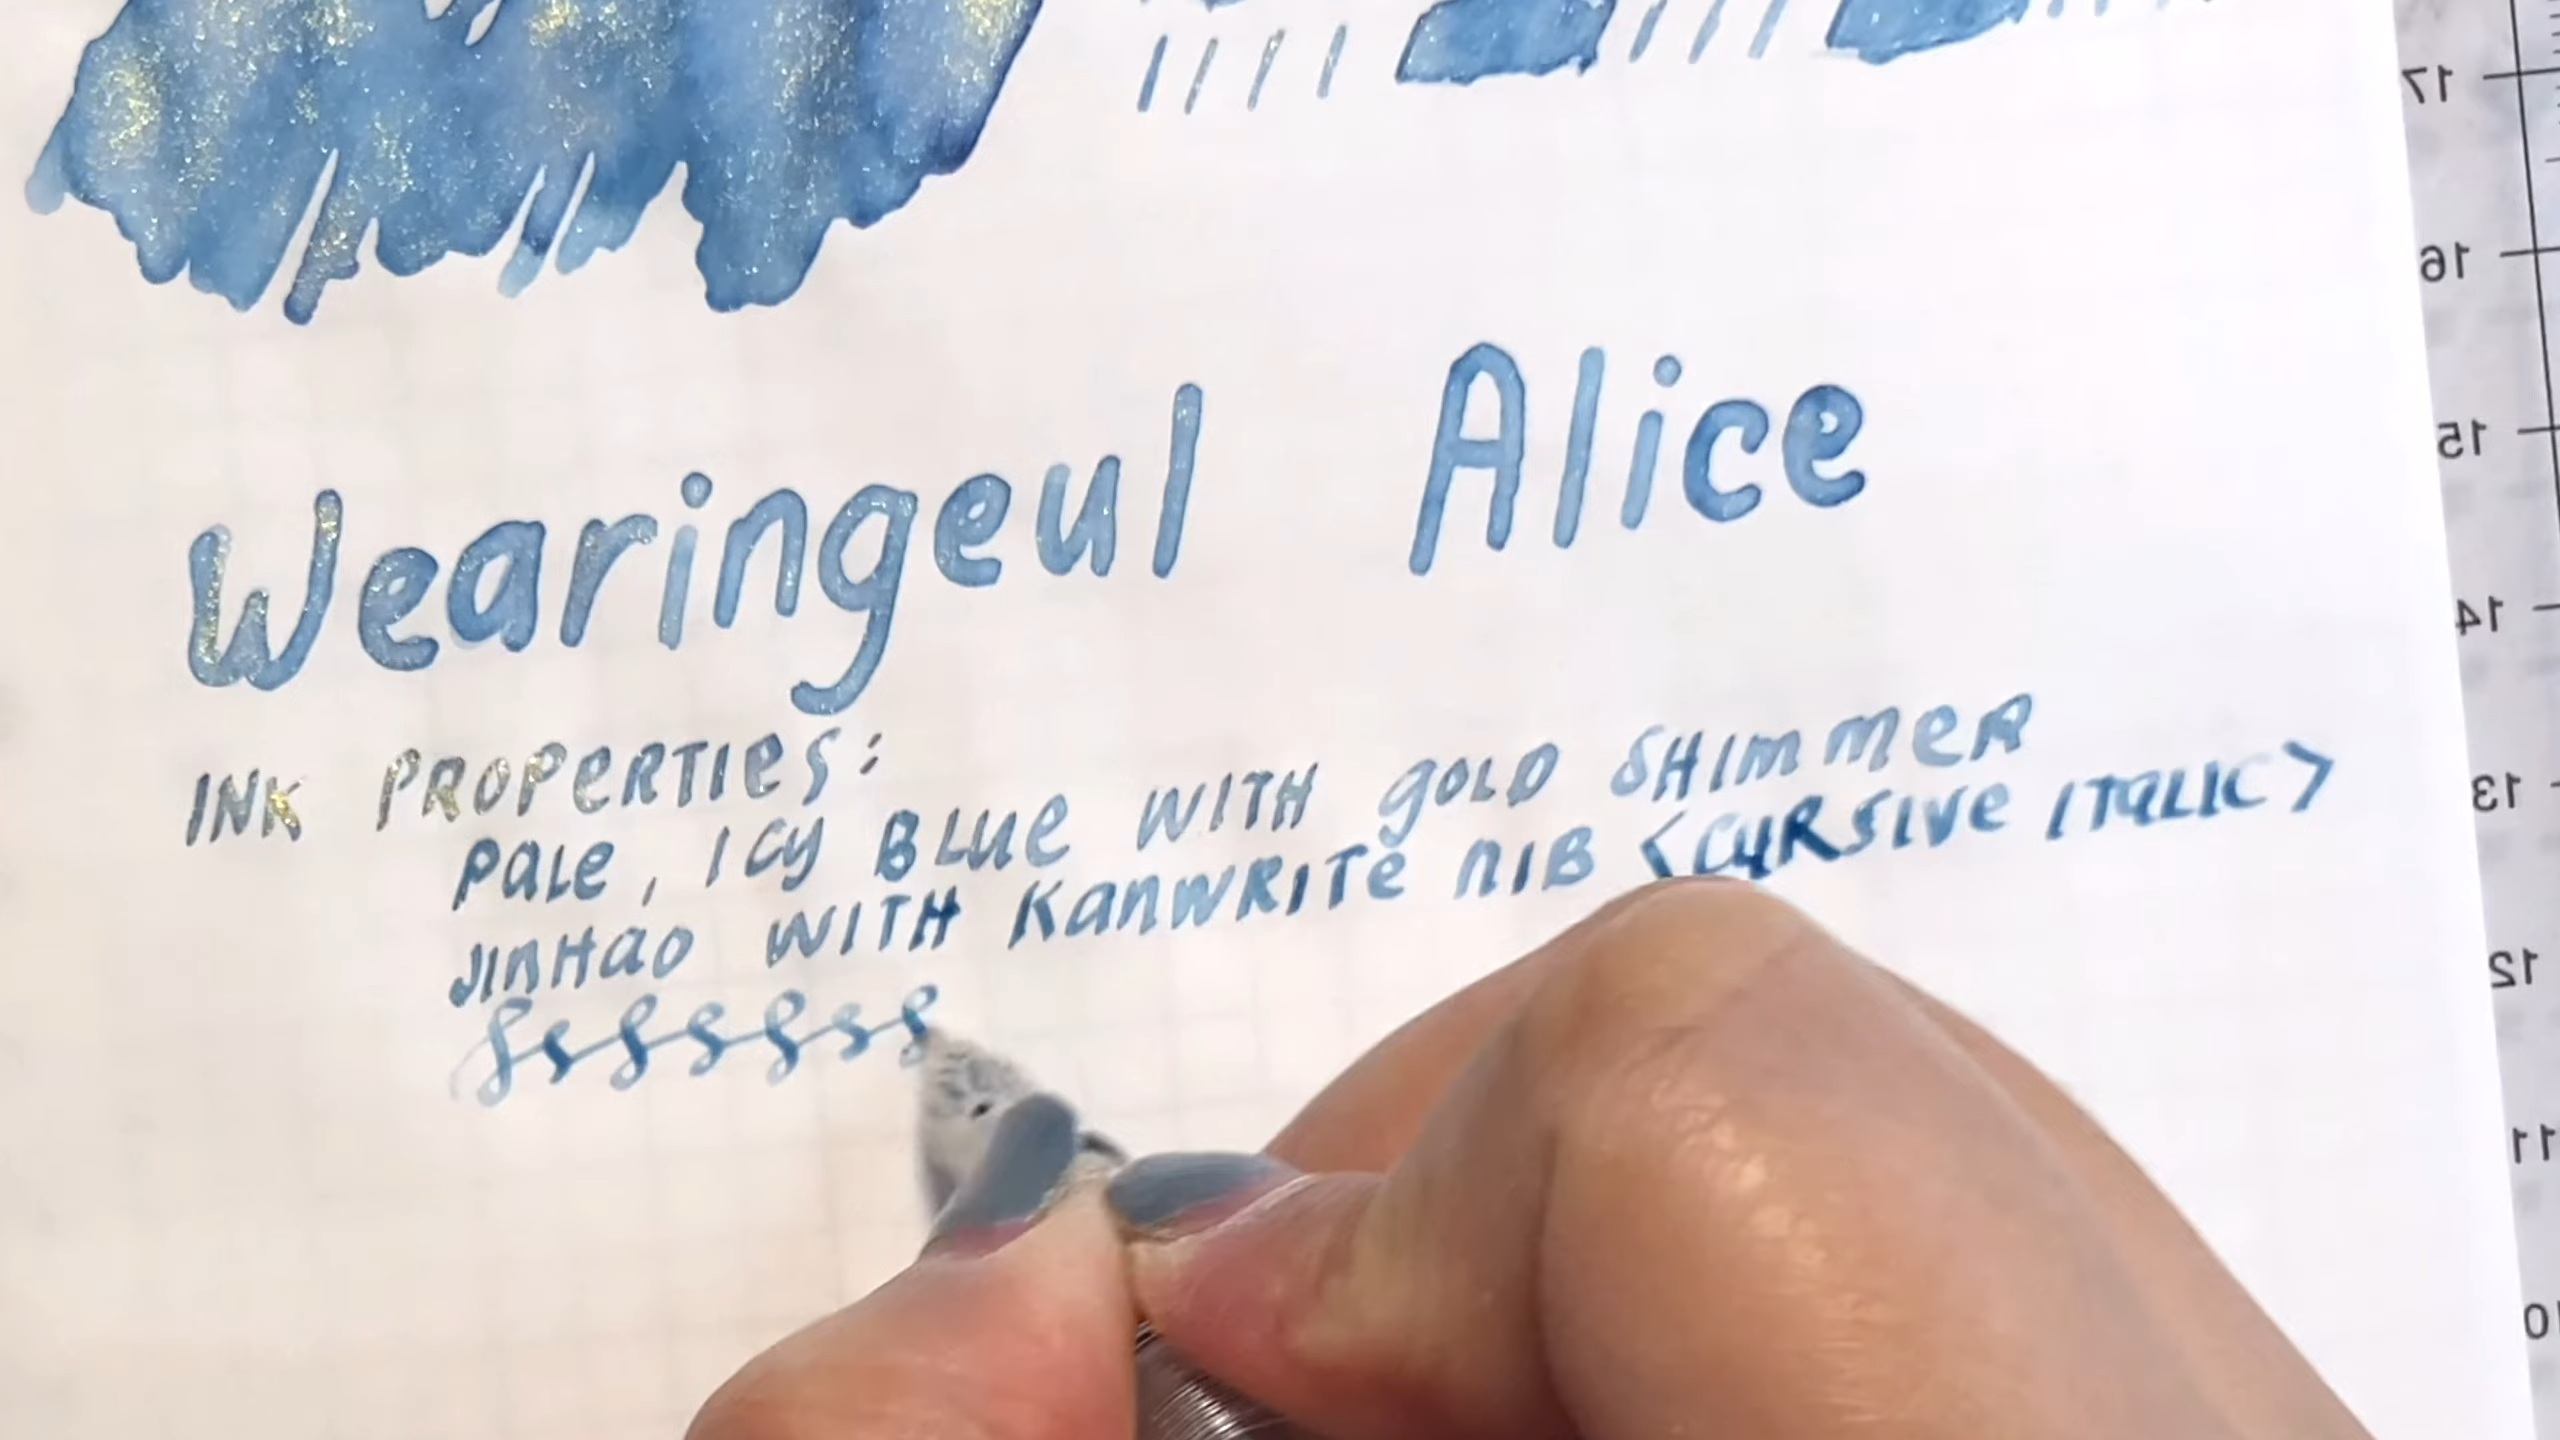 Wearingeul Alice
INK PROPERTIES:
PALE, ICY BLUE WITH GOLD SHIMMER
JINHAO WITH KANWRITE NIB <CURSIVE ITALIC>
17
16
15
14
13
12
11
10